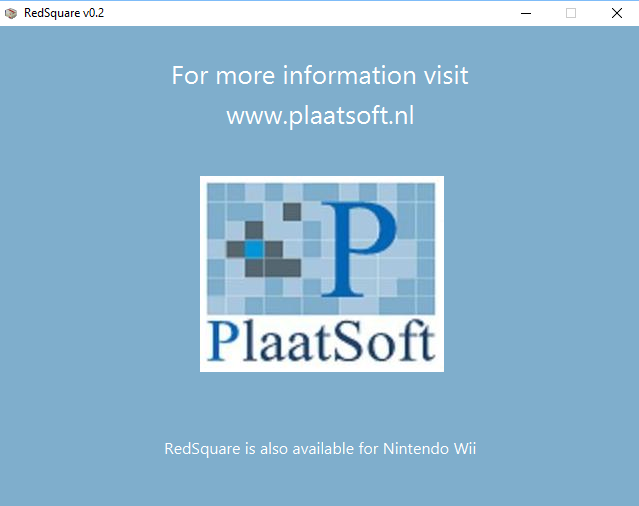 RedSquare v0.2
For more information visit
www.plaatsoft.nl
P
PlaatSoft
RedSquare is also available for Nintendo Wii